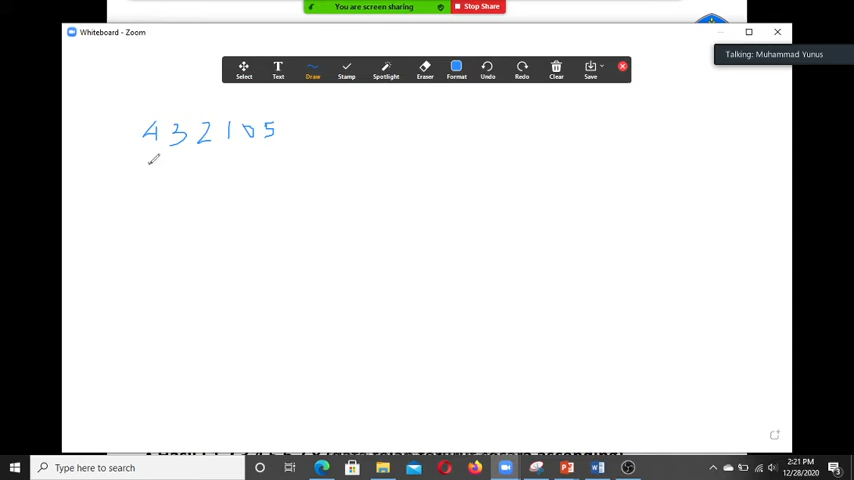 You are screen sharing
Stop Share
Whiteboard - Zoom
Talking: Muhammad Yunus
Select
Text
Draw
Stamp
Spotlight
Eraser
Format
Undo
Redo
Clear
Save
4 3 2 1 0 5
Type here to search
2:21 PM
12/28/2020
3